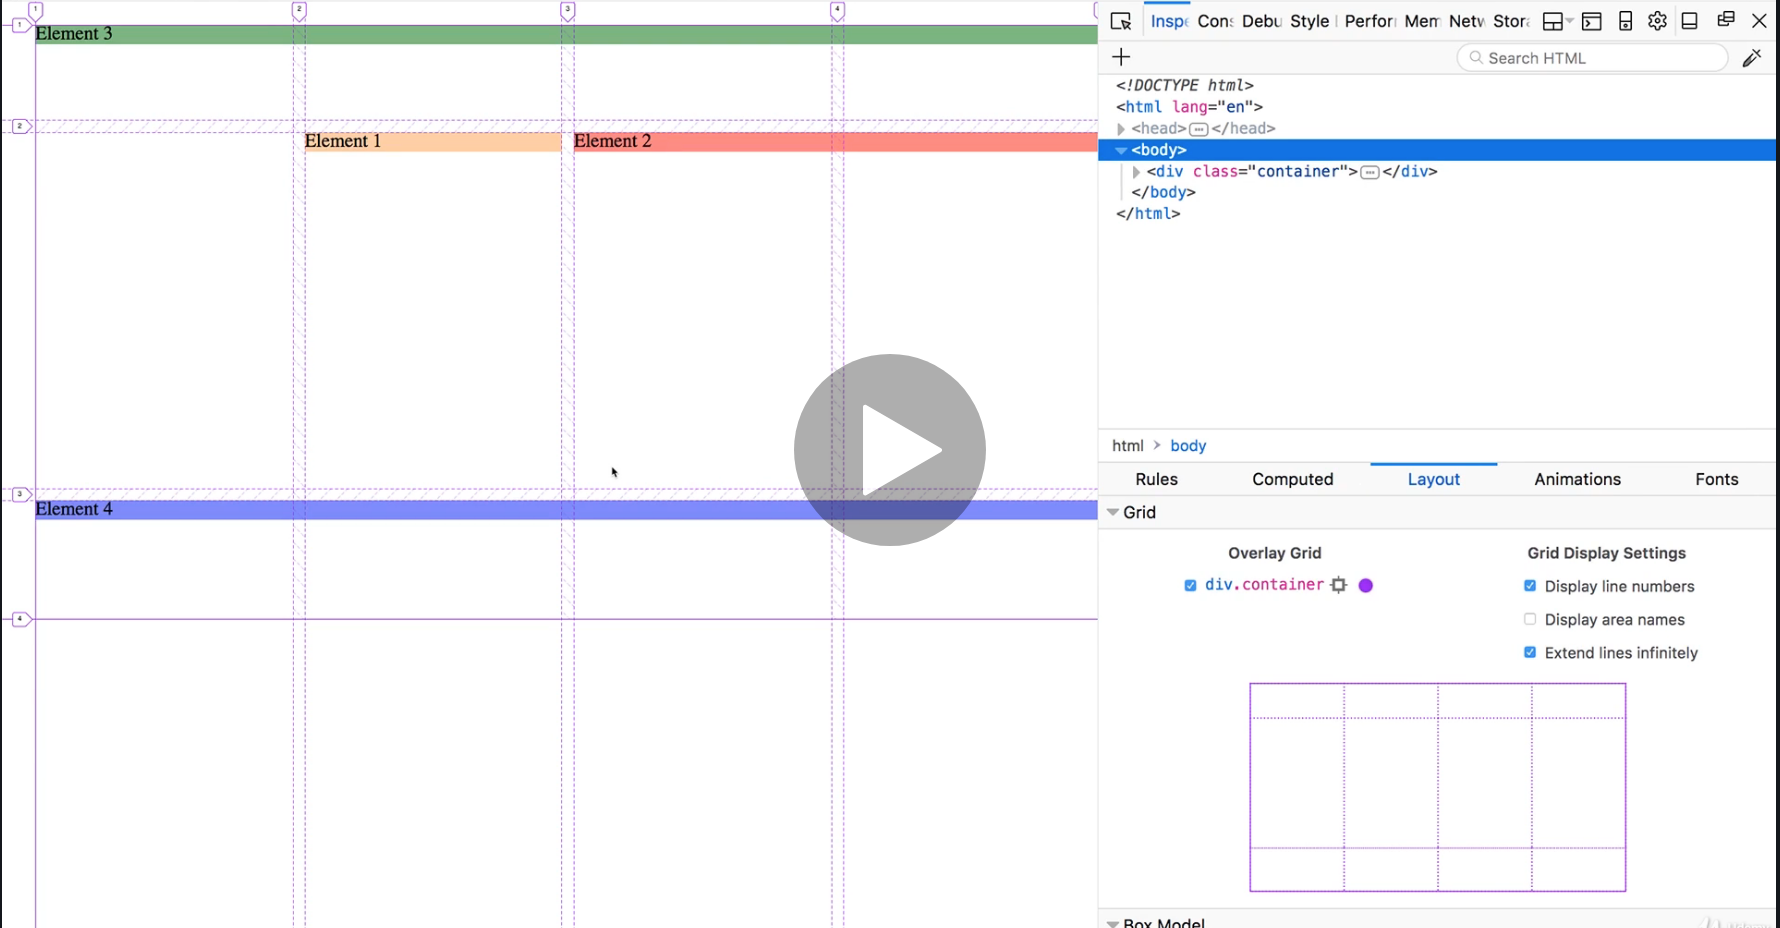 1 2 3 4
1
Element 3
2
Element 1 Element 2
3
Element 4
4
Inspe Cons Debu Style Perfor Mem Netw Stora
Search HTML
<!DOCTYPE html>
<html lang="en">
<head> </head>
<body>
<div class="container"> </div>
</body>
</html>
html > body
Rules Computed Layout Animations Fonts
Grid
Overlay Grid
div.container
Grid Display Settings
Display line numbers
Display area names
Extend lines infinitely
Box Model